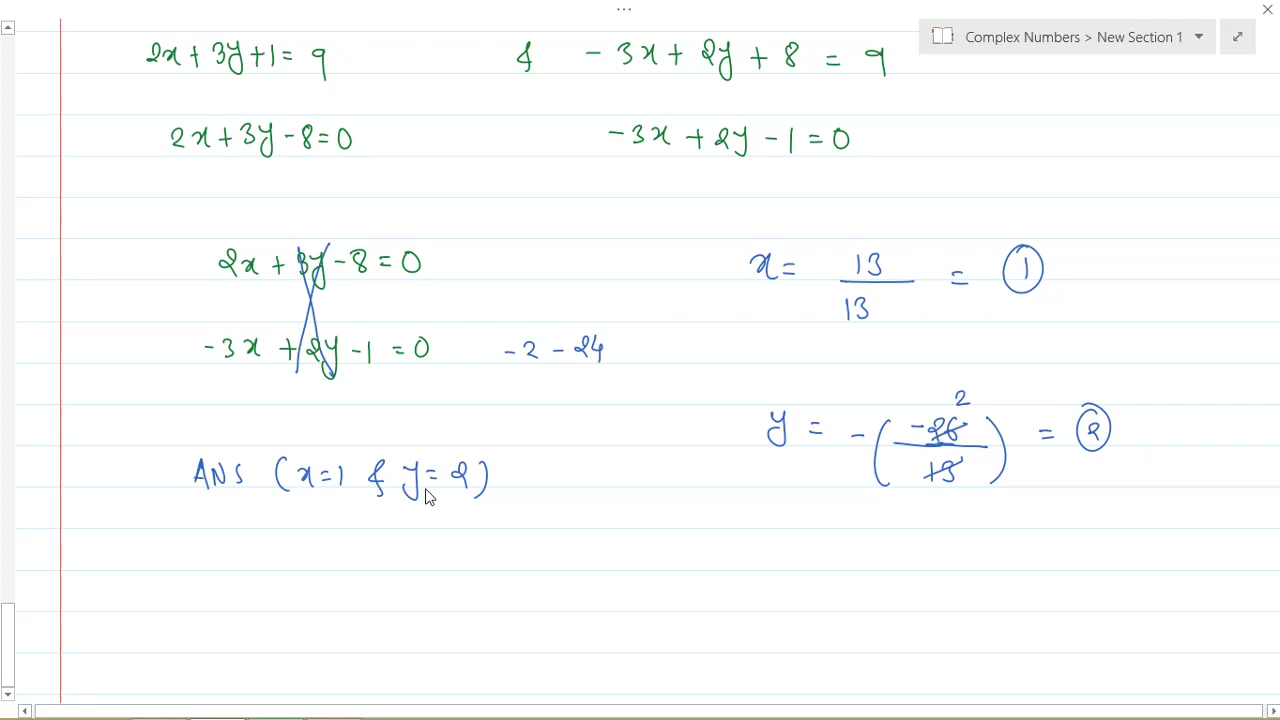 Complex Numbers > New Section 1
2x + 3y + 1 = 9 & - 3x + 2y + 8 = 9
2x + 3y - 8 = 0 - 3x + 2y - 1 = 0
2x + 3y - 8 = 0 x = 13/13 = 1
- 3x + 2y - 1 = 0 - 2 - 24
y = - (-26/13) = 2 2
ANS (x = 1 & y = 2)